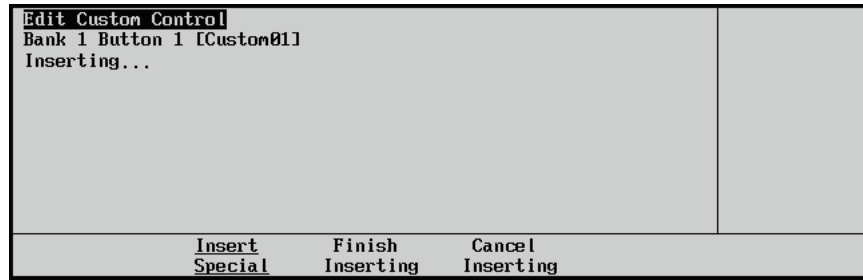 Edit Custom Control
Bank 1 Button 1 [Custom01]
Inserting...
Insert Finish Cancel
Special Inserting Inserting